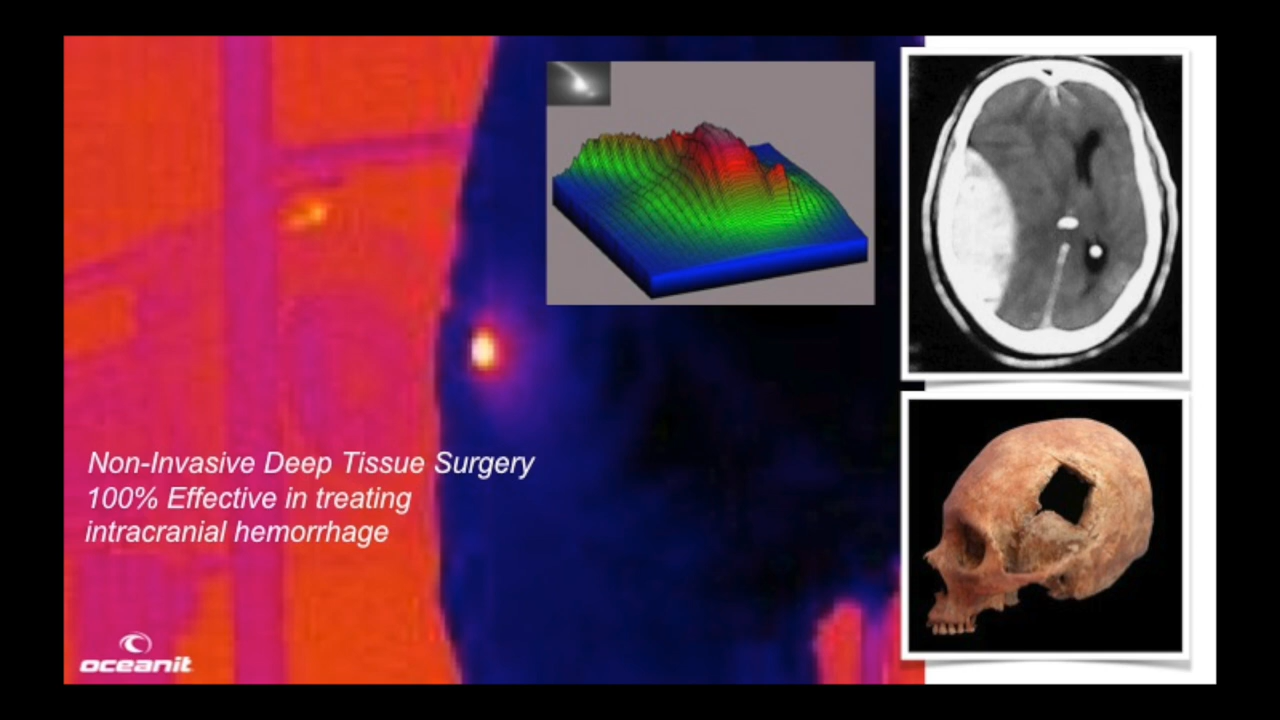 Non-Invasive Deep Tissue Surgery
100% Effective in treating
intracranial hemorrhage
oceanit